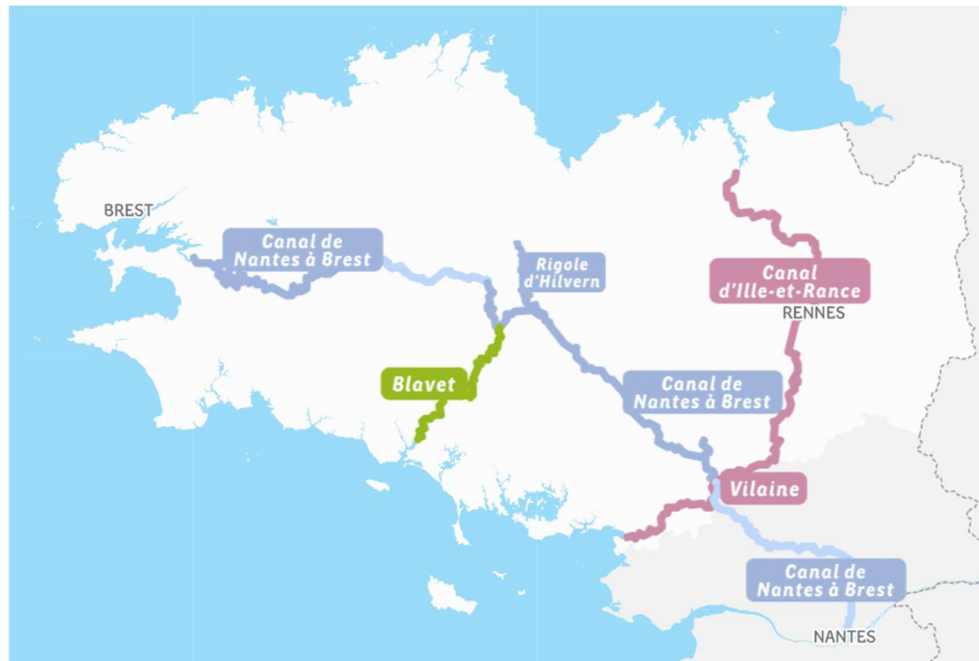 BREST
Canal de
Nantes à Brest
Rigole
d'Hilvern
Canal
d'Ille-et-Rance
RENNES
Blavet
Canal de
Nantes à Brest
Vilaine
Canal de
Nantes à Brest
NANTES